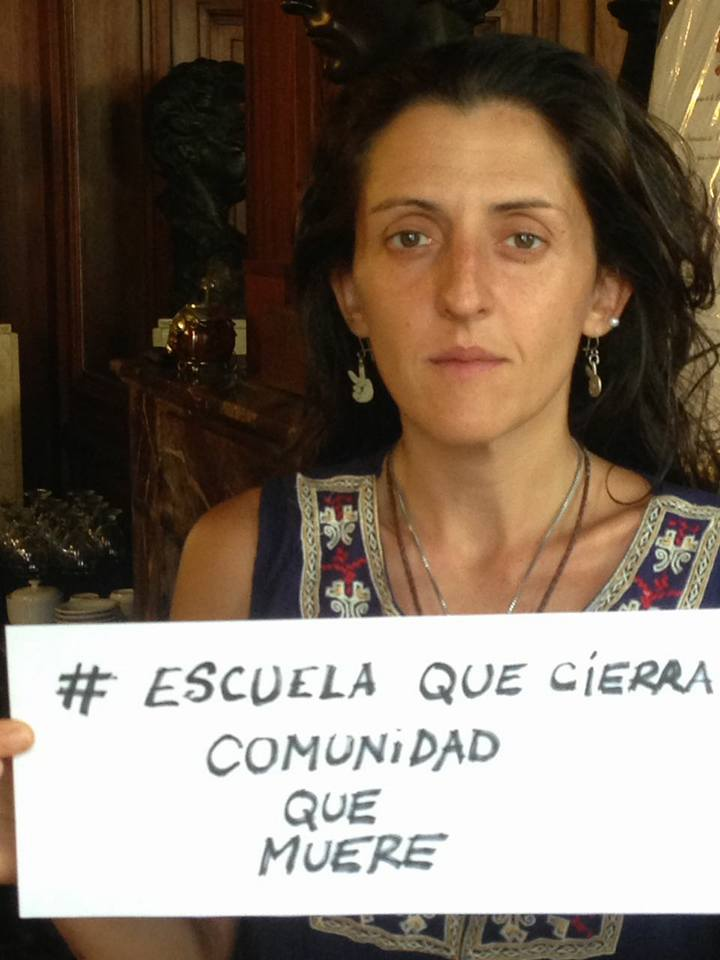 # ESCUELA QUE CIERRA
COMUNIDAD
QUE
MUERE